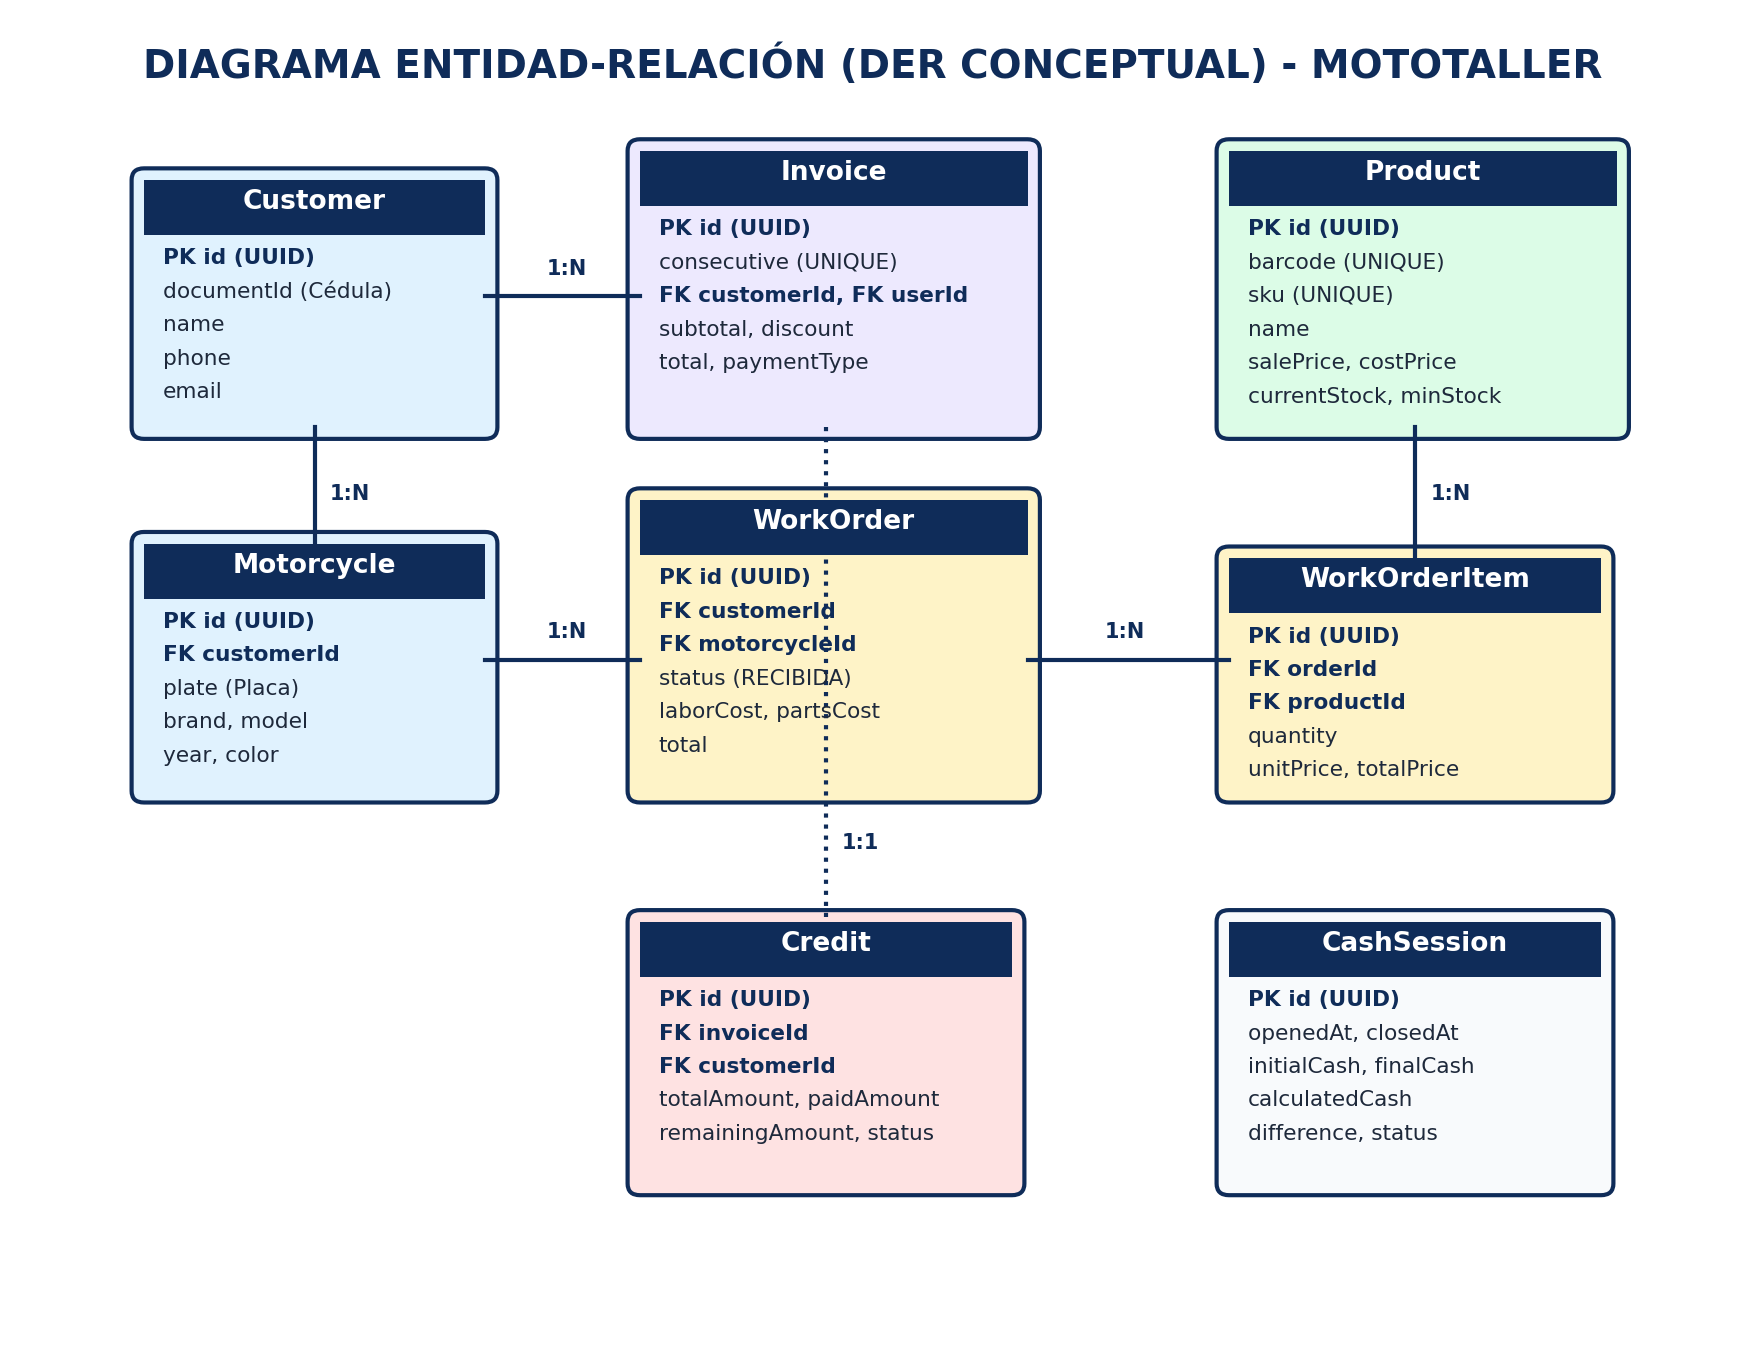 DIAGRAMA ENTIDAD-RELACIÓN (DER CONCEPTUAL) - MOTOTALLER
Customer
PK id (UUID)
documentId (Cédula)
name
phone
email
1:N
Invoice
PK id (UUID)
consecutive (UNIQUE)
FK customerId, FK userId
subtotal, discount
total, paymentType
Product
PK id (UUID)
barcode (UNIQUE)
sku (UNIQUE)
name
salePrice, costPrice
currentStock, minStock
1:N
1:N
Motorcycle
PK id (UUID)
FK customerId
plate (Placa)
brand, model
year, color
1:N
WorkOrder
PK id (UUID)
FK customerId
FK motorcycleId
status (RECIBIDA)
laborCost, partsCost
total
1:N
WorkOrderItem
PK id (UUID)
FK orderId
FK productId
quantity
unitPrice, totalPrice
1:1
Credit
PK id (UUID)
FK invoiceId
FK customerId
totalAmount, paidAmount
remainingAmount, status
CashSession
PK id (UUID)
openedAt, closedAt
initialCash, finalCash
calculatedCash
difference, status